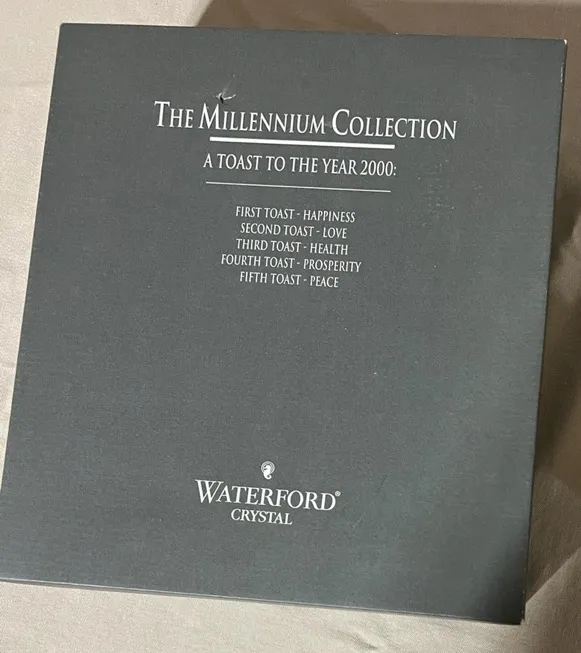 THE MILLENNIUM COLLECTION
A TOAST TO THE YEAR 2000:
FIRST TOAST - HAPPINESS
SECOND TOAST - LOVE
THIRD TOAST - HEALTH
FOURTH TOAST - PROSPERITY
FIFTH TOAST - PEACE
WATERFORD®
CRYSTAL